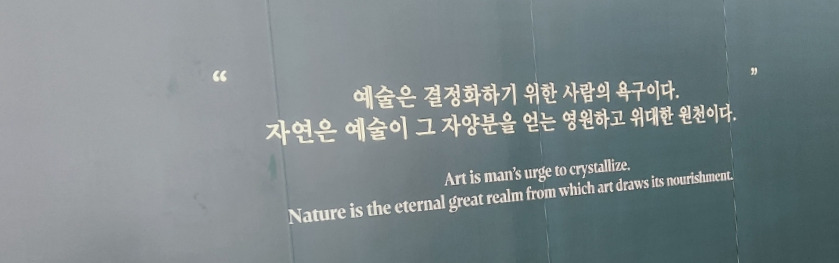 “ ”
예술은 결정화하기 위한 사람의 욕구이다.
자연은 예술이 그 자양분을 얻는 영원하고 위대한 원천이다.
Art is man's urge to crystallize.
Nature is the eternal great realm from which art draws its nourishment.